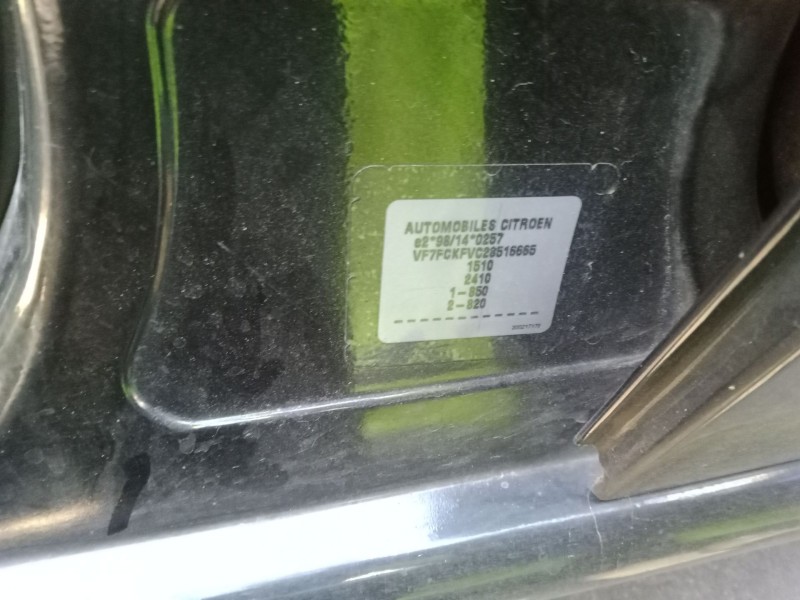 AUTOMOBILES CITROEN
e2*98/14*0257
VF7FCKFVC28516665
1510
2410
1-850
2-820